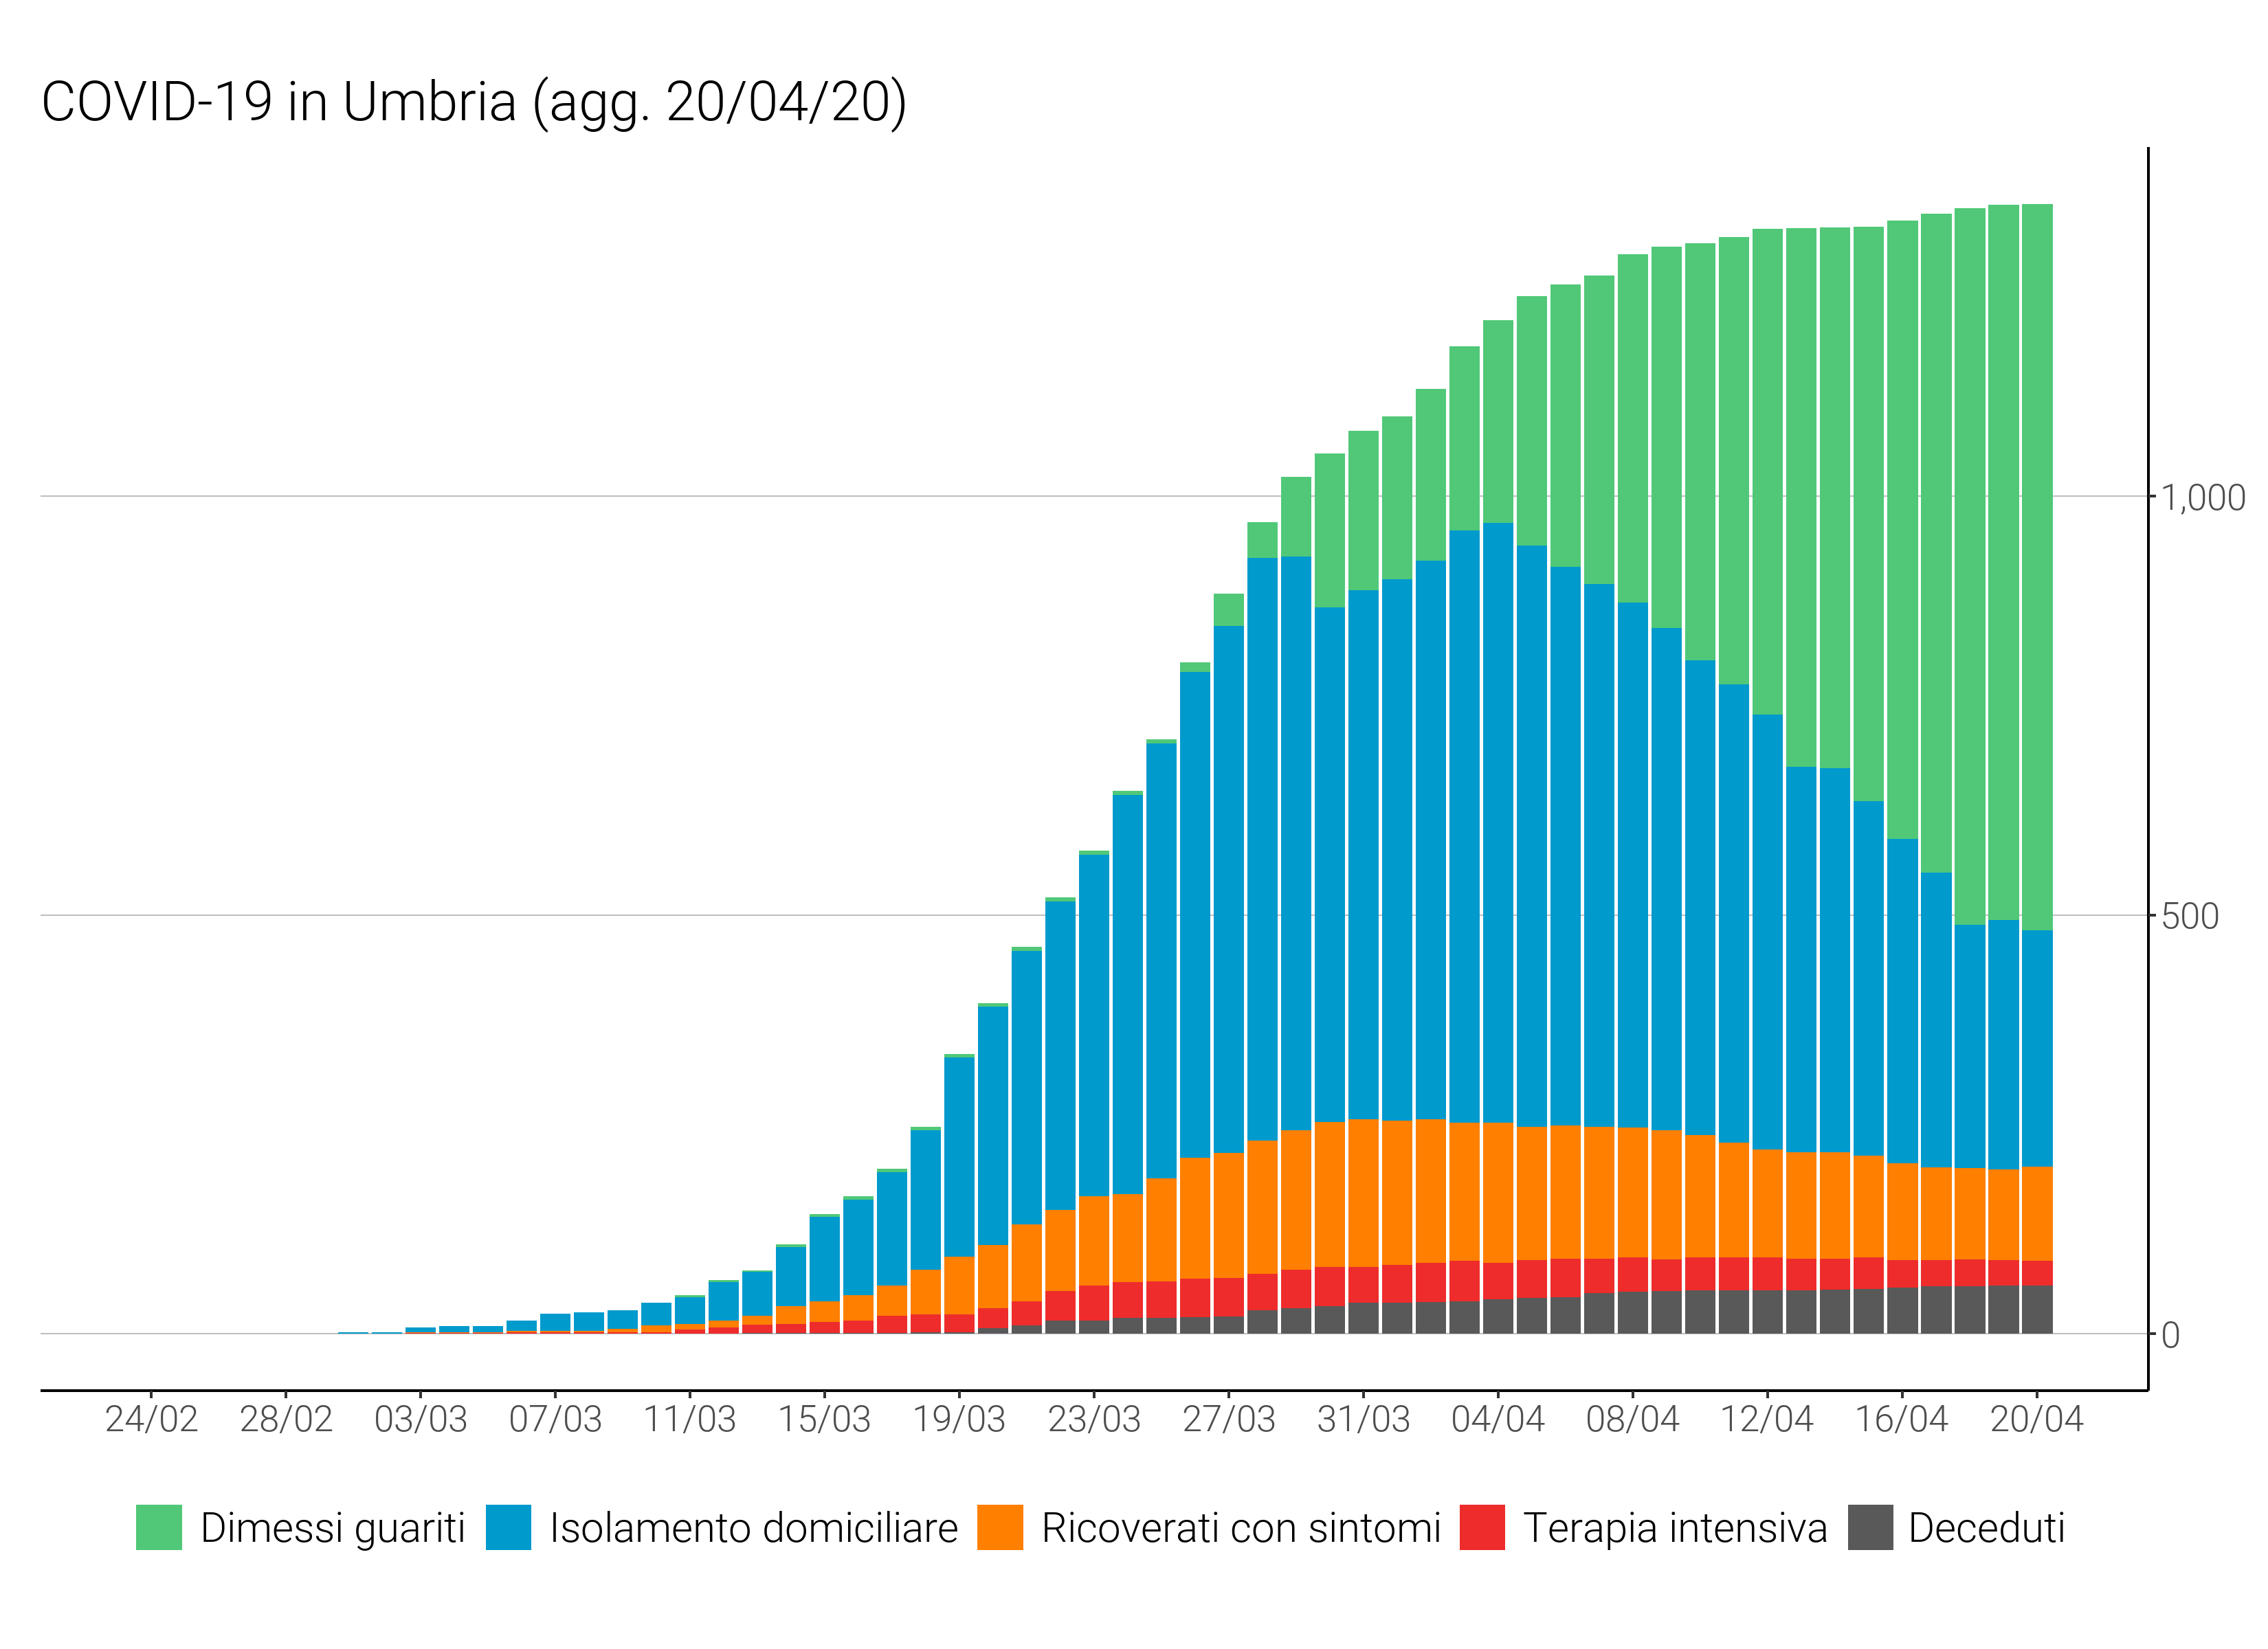 COVID-19 in Umbria (agg. 20/04/20)
1,000
500
0
24/02 28/02 03/03 07/03 11/03 15/03 19/03 23/03 27/03 31/03 04/04 08/04 12/04 16/04 20/04
Dimessi guariti Isolamento domiciliare Ricoverati con sintomi Terapia intensiva Deceduti